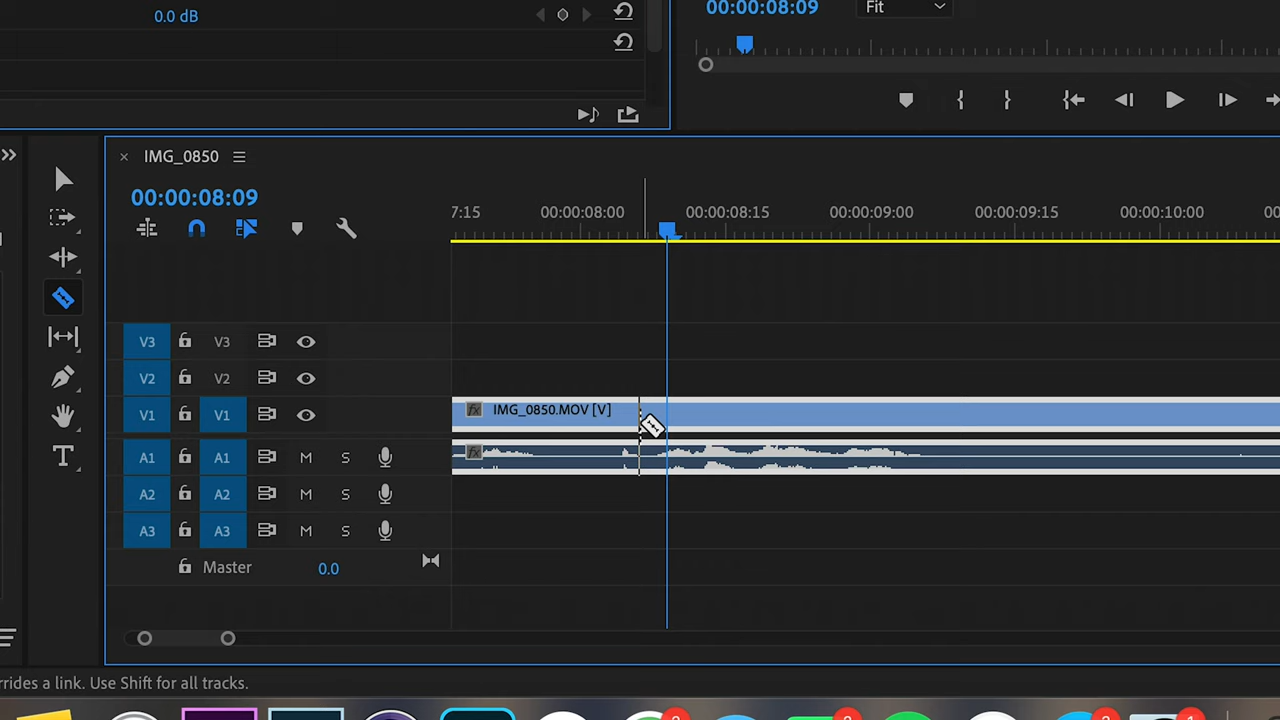 0.0 dB
00:00:08:09
Fit
IMG_0850
00:00:08:09
7:15 00:00:08:00 00:00:08:15 00:00:09:00 00:00:09:15 00:00:10:00 00
V3 V3
V2 V2
V1 V1 IMG_0850.MOV [V]
fx
A1 A1 M S
fx
A2 A2 M S
A3 A3 M S
Master 0.0
T
rrides a link. Use Shift for all tracks.